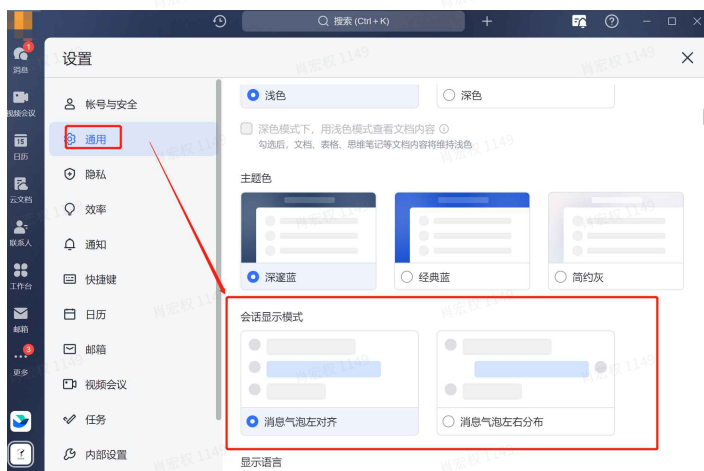 搜索 (Ctrl + K)
消息
1
视频会议
15
日历
云文档
联系人
工作台
邮箱
3
更多
设置
帐号与安全
通用
隐私
效率
通知
快捷键
日历
邮箱
视频会议
任务
内部设置
浅色
深色
深色模式下，用浅色模式查看文档内容
勾选后，文档、表格、思维笔记等文档内容将维持浅色
主题色
深邃蓝
经典蓝
简约灰
会话显示模式
消息气泡左对齐
消息气泡左右分布
显示语言
肖宏权 1149